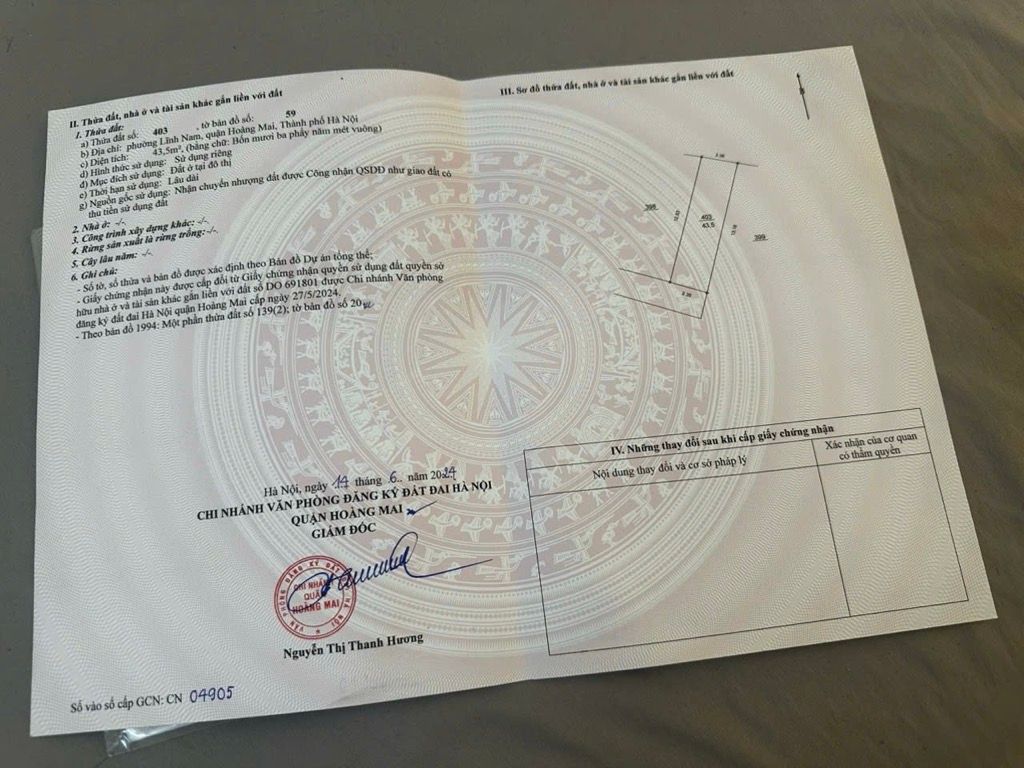 II. Thửa đất, nhà ở và tài sản khác gắn liền với đất
1. Thửa đất:
a) Thửa đất số: 403 , tờ bản đồ số: 59
b) Địa chỉ: phường Lĩnh Nam, quận Hoàng Mai, Thành phố Hà Nội
c) Diện tích: 43,5m², (bằng chữ: Bốn mươi ba phẩy năm mét vuông)
d) Hình thức sử dụng: Sử dụng riêng
đ) Mục đích sử dụng: Đất ở tại đô thị
e) Thời hạn sử dụng: Lâu dài
g) Nguồn gốc sử dụng: Nhận chuyển nhượng đất được Công nhận QSDĐ như giao đất có
thu tiền sử dụng đất
2. Nhà ở: -/-
3. Công trình xây dựng khác: -/-
4. Rừng sản xuất là rừng trồng: -/-
5. Cây lâu năm: -/-
6. Ghi chú:
- Số tờ, số thửa và bản đồ được xác định theo Bản đồ Dự án tổng thể;
- Giấy chứng nhận này được cấp đổi từ Giấy chứng nhận quyền sử dụng đất quyền sở
hữu nhà ở và tài sản khác gắn liền với đất số DO 691801 được Chi nhánh Văn phòng
đăng ký đất đai Hà Nội quận Hoàng Mai cấp ngày 27/5/2024.
- Theo bản đồ 1994: Một phần thửa đất số 139(2); tờ bản đồ số 20
Hà Nội, ngày 14 tháng 6.. năm 2024
CHI NHÁNH VĂN PHÒNG ĐĂNG KÝ ĐẤT ĐAI HÀ NỘI
QUẬN HOÀNG MAI
GIÁM ĐỐC
VĂN PHÒNG ĐĂNG KÝ ĐẤT HÀ NỘI
CHI NHÁNH
QUẬN
HOÀNG MAI
Nguyễn Thị Thanh Hương
Số vào sổ cấp GCN: CN 04905
III. Sơ đồ thửa đất, nhà ở và tài sản khác gắn liền với đất
398
403
43.5
399
IV. Những thay đổi sau khi cấp giấy chứng nhận
Nội dung thay đổi và cơ sở pháp lý
Xác nhận của cơ quan
có thẩm quyền